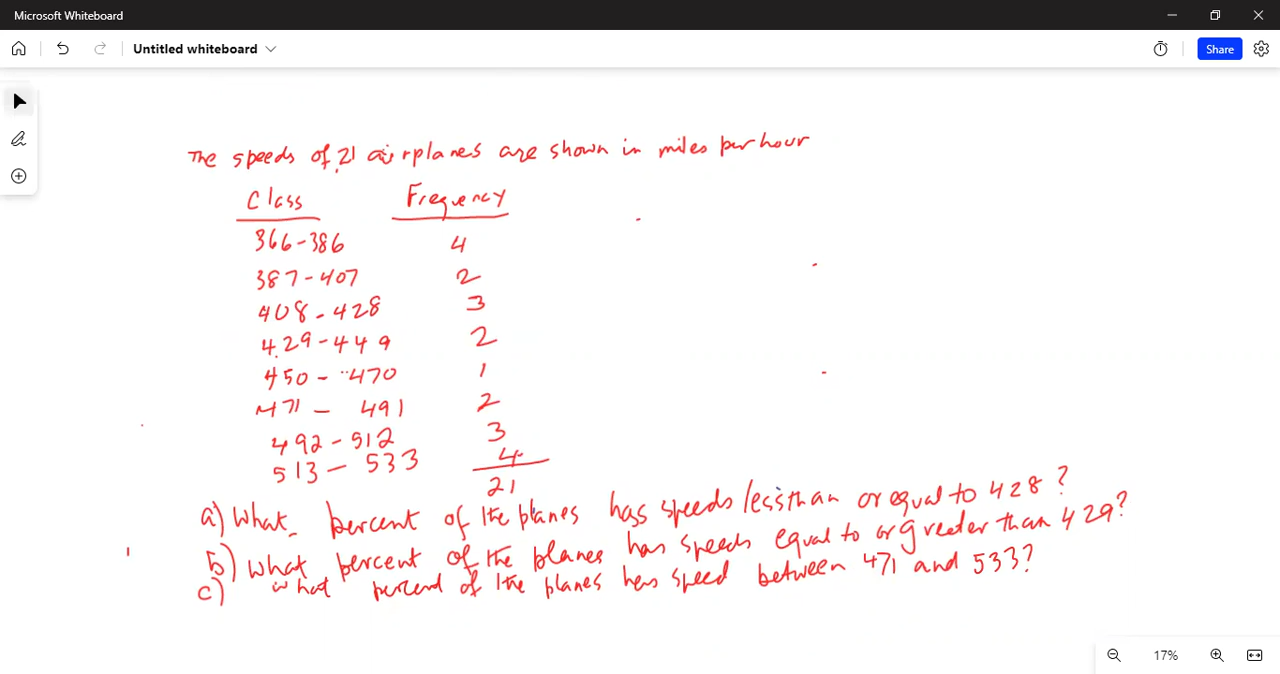 Microsoft Whiteboard
Untitled whiteboard
Share
The speeds of 21 airplanes are shown in miles per hour
Class Frequency
366-386 4
387-407 2
408-428 3
429-449 2
450-470 1
471-491 2
492-512 3
513-533 4
21
a) What percent of the planes has speeds less than or equal to 428?
b) What percent of the planes has speeds equal to or greater than 429?
c) what percent of the planes has speed between 471 and 533?
17%